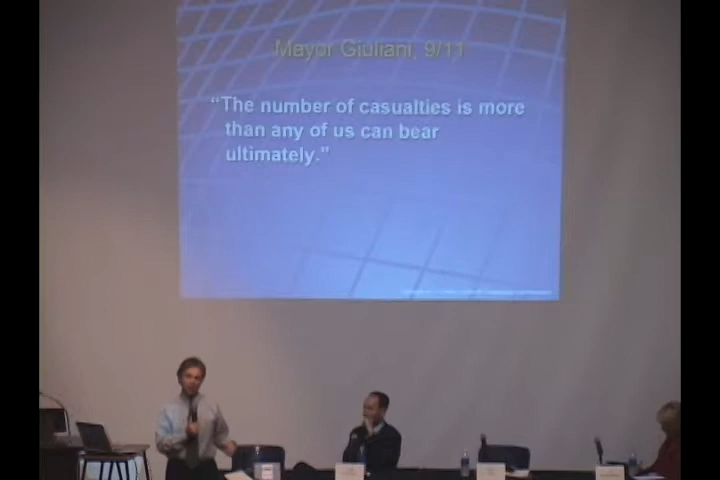 Mayor Giuliani, 9/11
“The number of casualties is more
than any of us can bear
ultimately.”